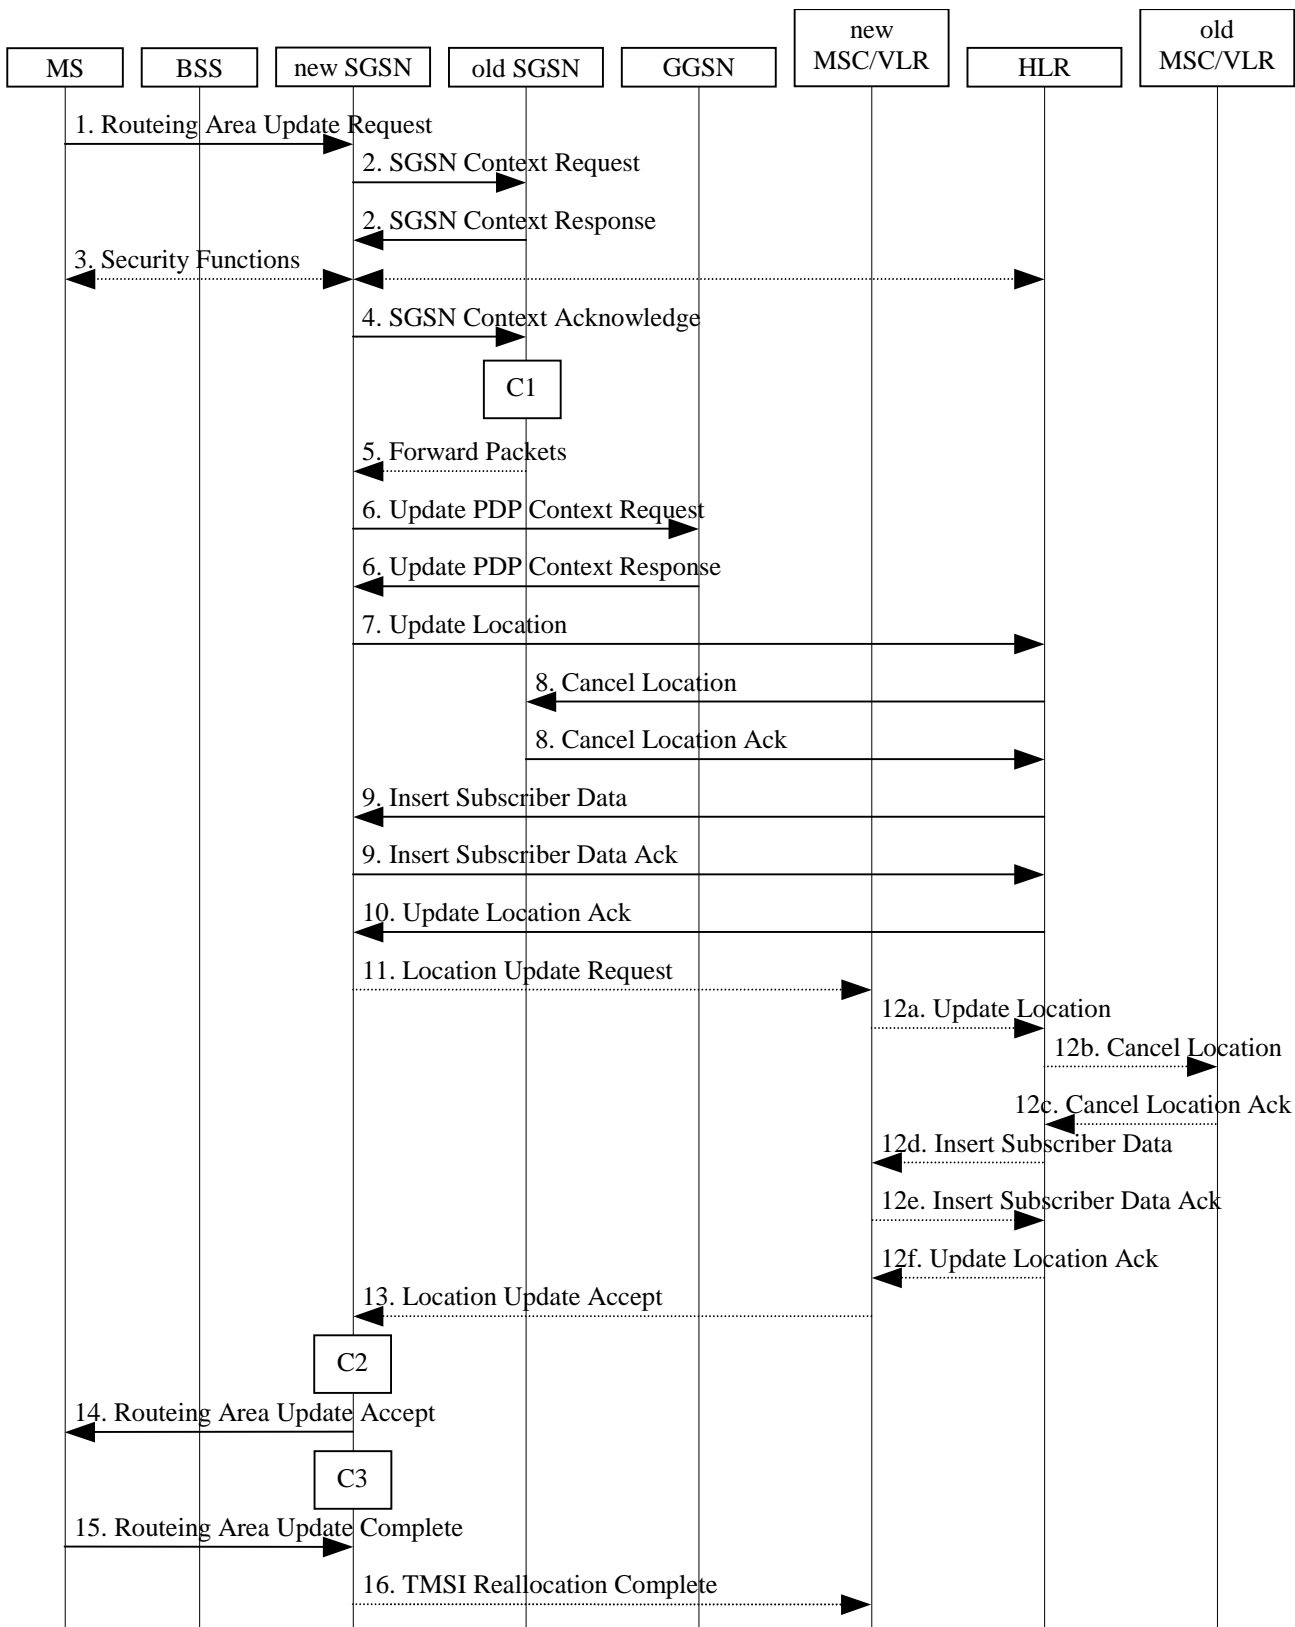 new
MSC/VLR
old
MSC/VLR
MS
BSS
new SGSN
old SGSN
GGSN
HLR
1. Routeing Area Update Request
2. SGSN Context Request
2. SGSN Context Response
3. Security Functions
4. SGSN Context Acknowledge
C1
5. Forward Packets
6. Update PDP Context Request
6. Update PDP Context Response
7. Update Location
8. Cancel Location
8. Cancel Location Ack
9. Insert Subscriber Data
9. Insert Subscriber Data Ack
10. Update Location Ack
11. Location Update Request
12a. Update Location
12b. Cancel Location
12c. Cancel Location Ack
12d. Insert Subscriber Data
12e. Insert Subscriber Data Ack
12f. Update Location Ack
13. Location Update Accept
C2
14. Routeing Area Update Accept
C3
15. Routeing Area Update Complete
16. TMSI Reallocation Complete